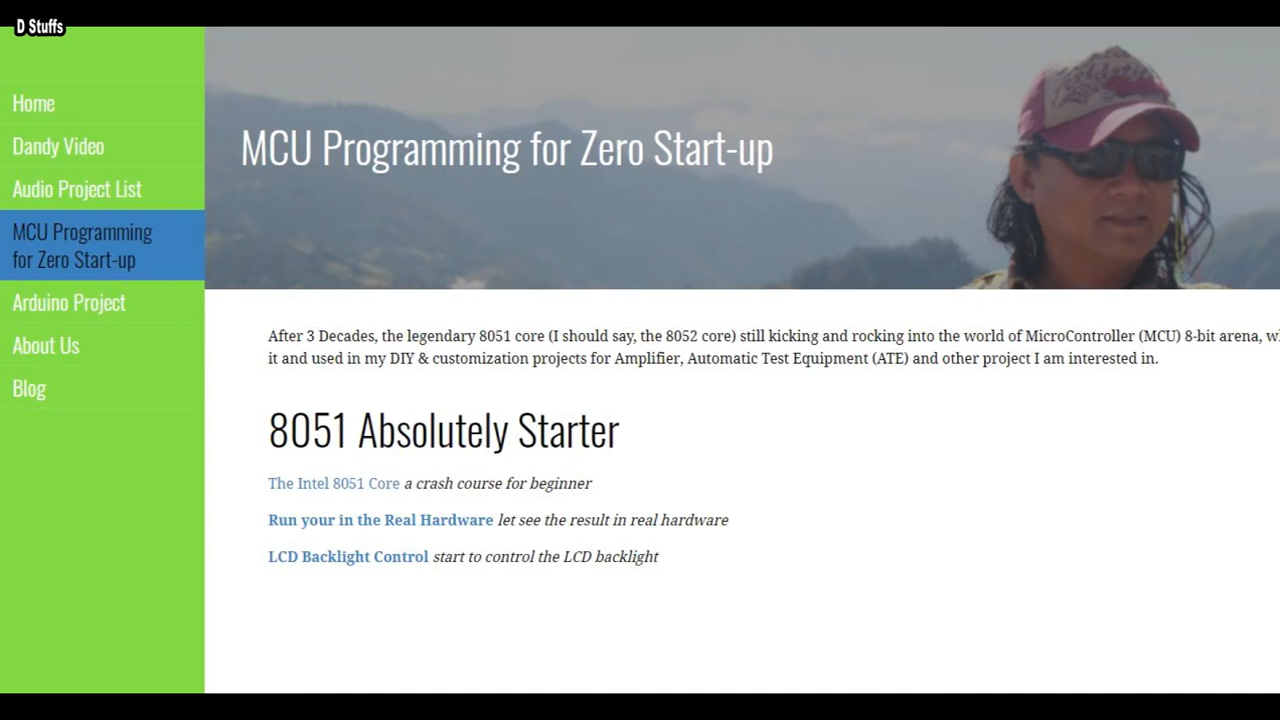 D Stuffs
Home
Dandy Video
Audio Project List
MCU Programming
for Zero Start-up
Arduino Project
About Us
Blog
MCU Programming for Zero Start-up
After 3 Decades, the legendary 8051 core (I should say, the 8052 core) still kicking and rocking into the world of MicroController (MCU) 8-bit arena,
it and used in my DIY & customization projects for Amplifier, Automatic Test Equipment (ATE) and other project I am interested in.
8051 Absolutely Starter
The Intel 8051 Core a crash course for beginner
Run your in the Real Hardware let see the result in real hardware
LCD Backlight Control start to control the LCD backlight